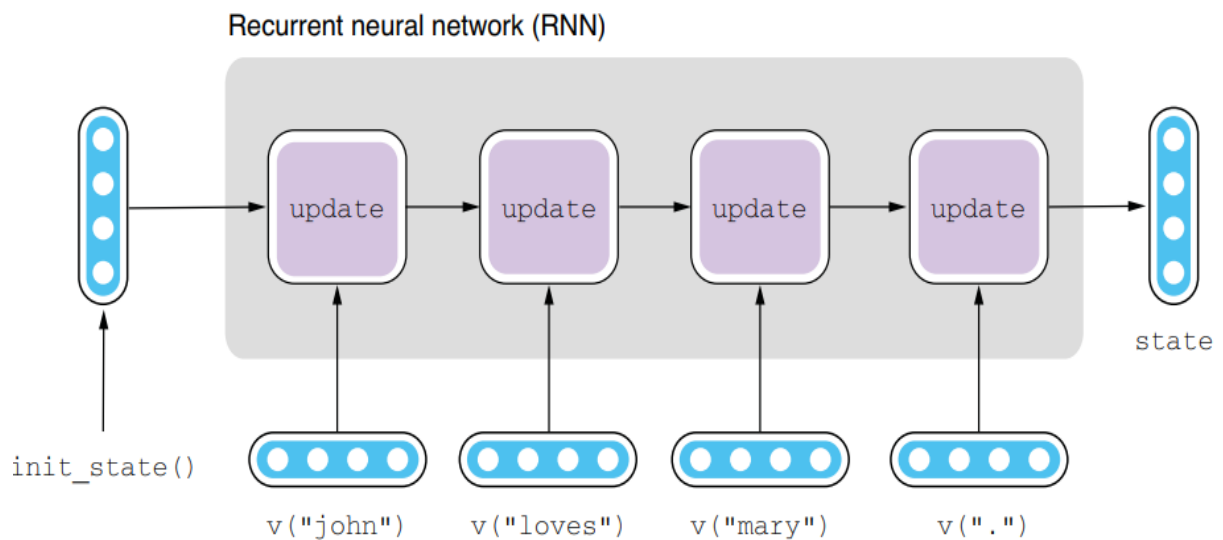 Recurrent neural network (RNN)
update
update
update
update
state
init_state()
v("john")
v("loves")
v("mary")
v(".")